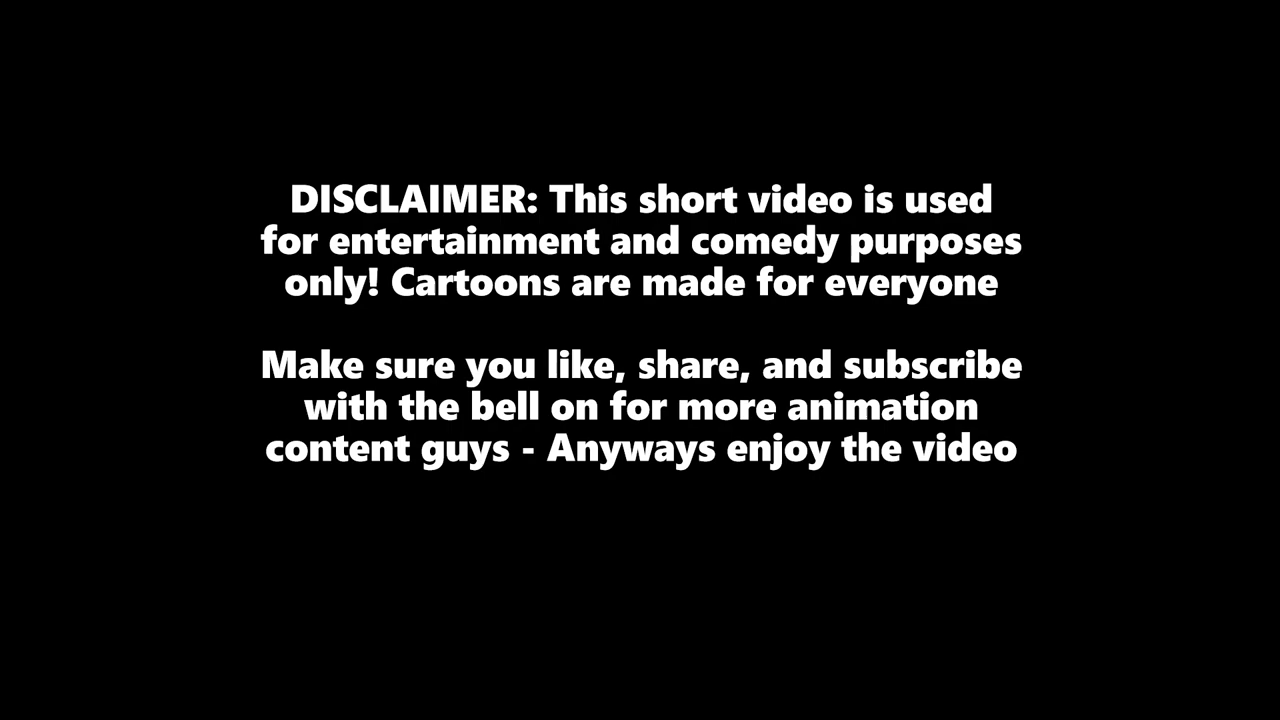 DISCLAIMER: This short video is used
for entertainment and comedy purposes
only! Cartoons are made for everyone
Make sure you like, share, and subscribe
with the bell on for more animation
content guys - Anyways enjoy the video